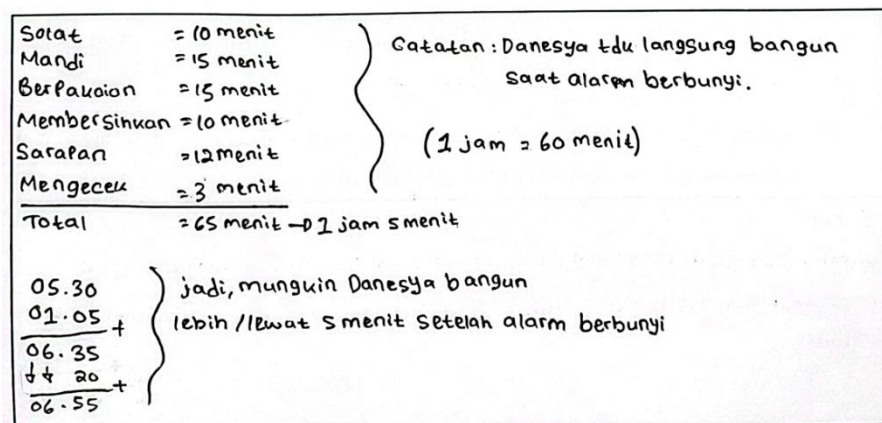 Solat = 10 menit
Mandi = 15 menit
Berpakaian = 15 menit
Membersihkan = 10 menit
Sarapan = 12 menit
Mengecek = 3 menit
Total = 65 menit → 1 jam 5 menit
Catatan : Danesya tdk langsung bangun
saat alarm berbunyi.
(1 jam = 60 menit)
05.30
01.05 +
06.35
20 +
06.55
jadi, mungkin Danesya bangun
lebih / lewat 5 menit setelah alarm berbunyi